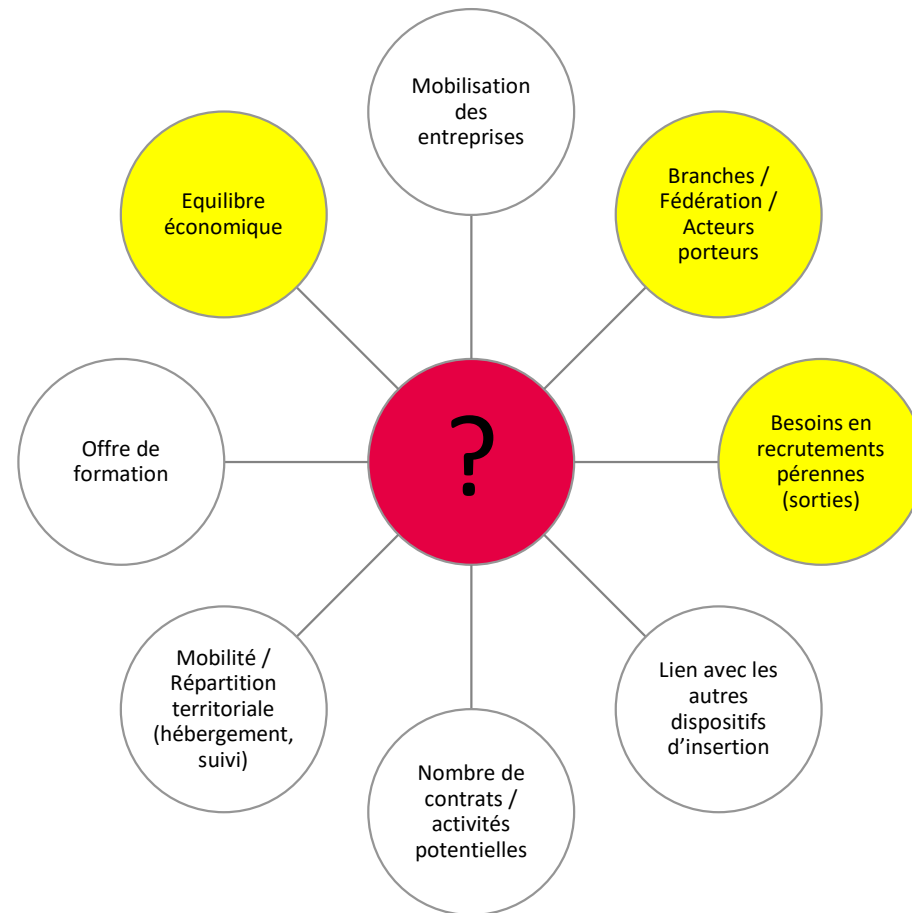 Mobilisation
des
entreprises
Branches /
Fédération /
Acteurs
porteurs
Besoins en
recrutements
pérennes
(sorties)
Lien avec les
autres
dispositifs
d’insertion
Nombre de
contrats /
activités
potentielles
Mobilité /
Répartition
territoriale
(hébergement,
suivi)
Offre de
formation
Equilibre
économique
?